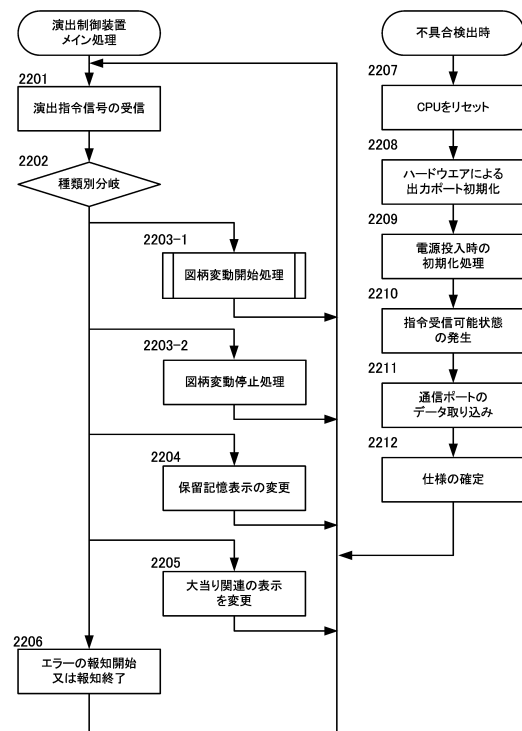 演出制御装置
メイン処理
2201
演出指令信号の受信
2202
種類別分岐
2203-1
図柄変動開始処理
2203-2
図柄変動停止処理
2204
保留記憶表示の変更
2205
大当り関連の表示
を変更
2206
エラーの報知開始
又は報知終了
不具合検出時
2207
CPUをリセット
2208
ハードウエアによる
出力ポート初期化
2209
電源投入時の
初期化処理
2210
指令受信可能状態
の発生
2211
通信ポートの
データ取り込み
2212
仕様の確定